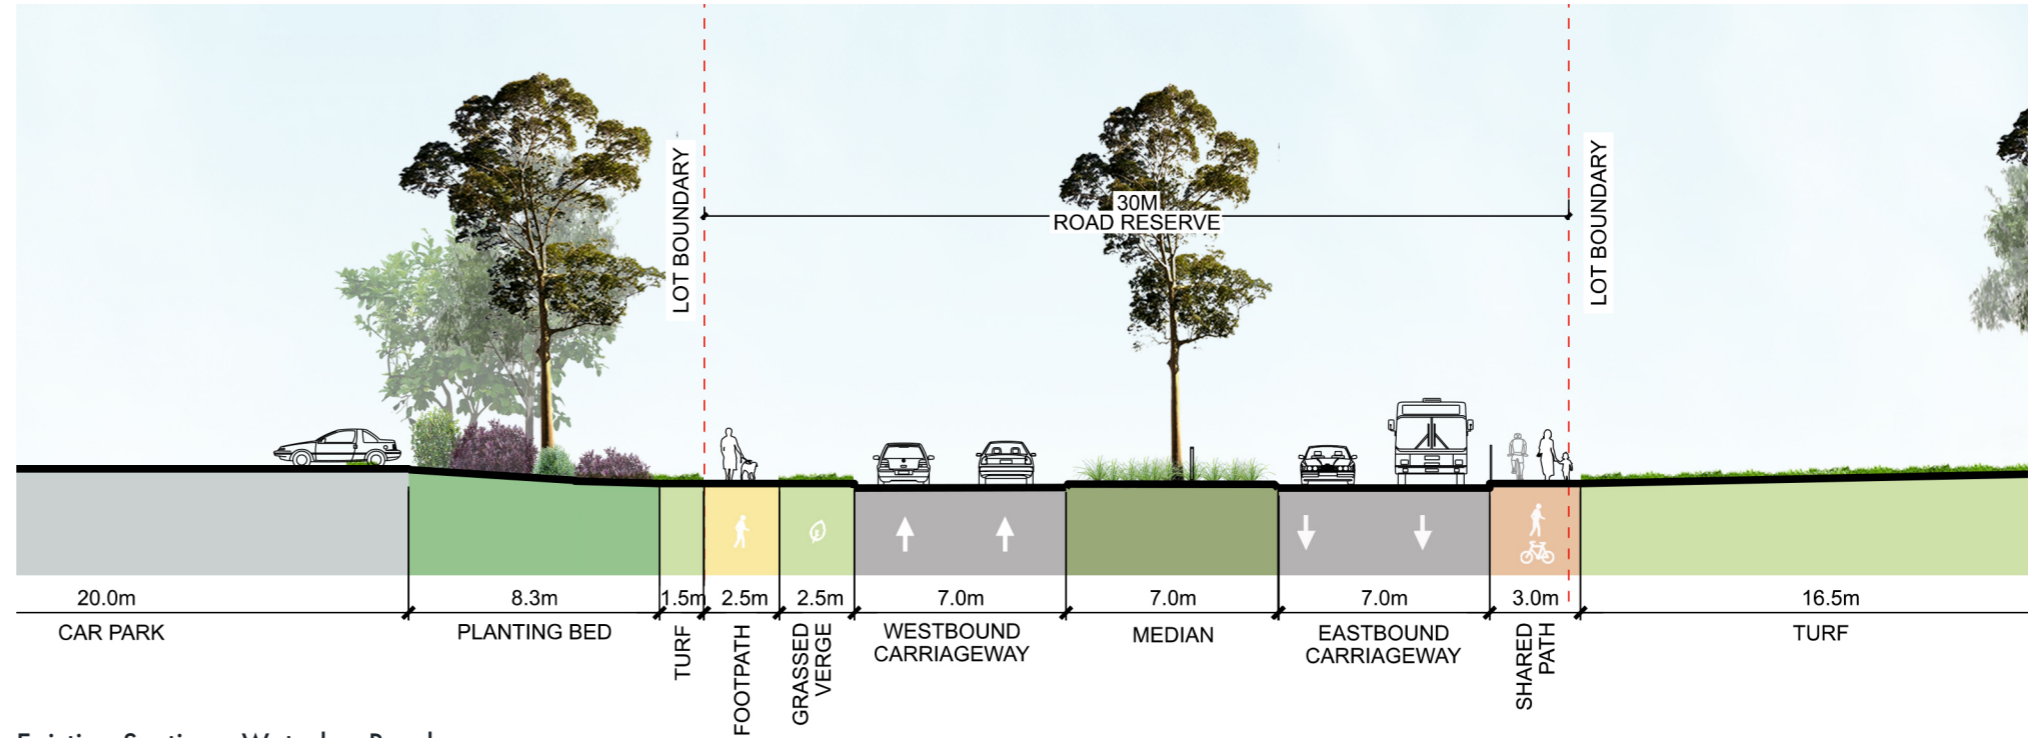 LOT BOUNDARY
30M
ROAD RESERVE
LOT BOUNDARY
20.0m
8.3m
1.5m
2.5m
2.5m
7.0m
7.0m
7.0m
3.0m
16.5m
CAR PARK
PLANTING BED
TURF
FOOTPATH
GRASSED
VERGE
WESTBOUND
CARRIAGEWAY
MEDIAN
EASTBOUND
CARRIAGEWAY
SHARED
PATH
TURF